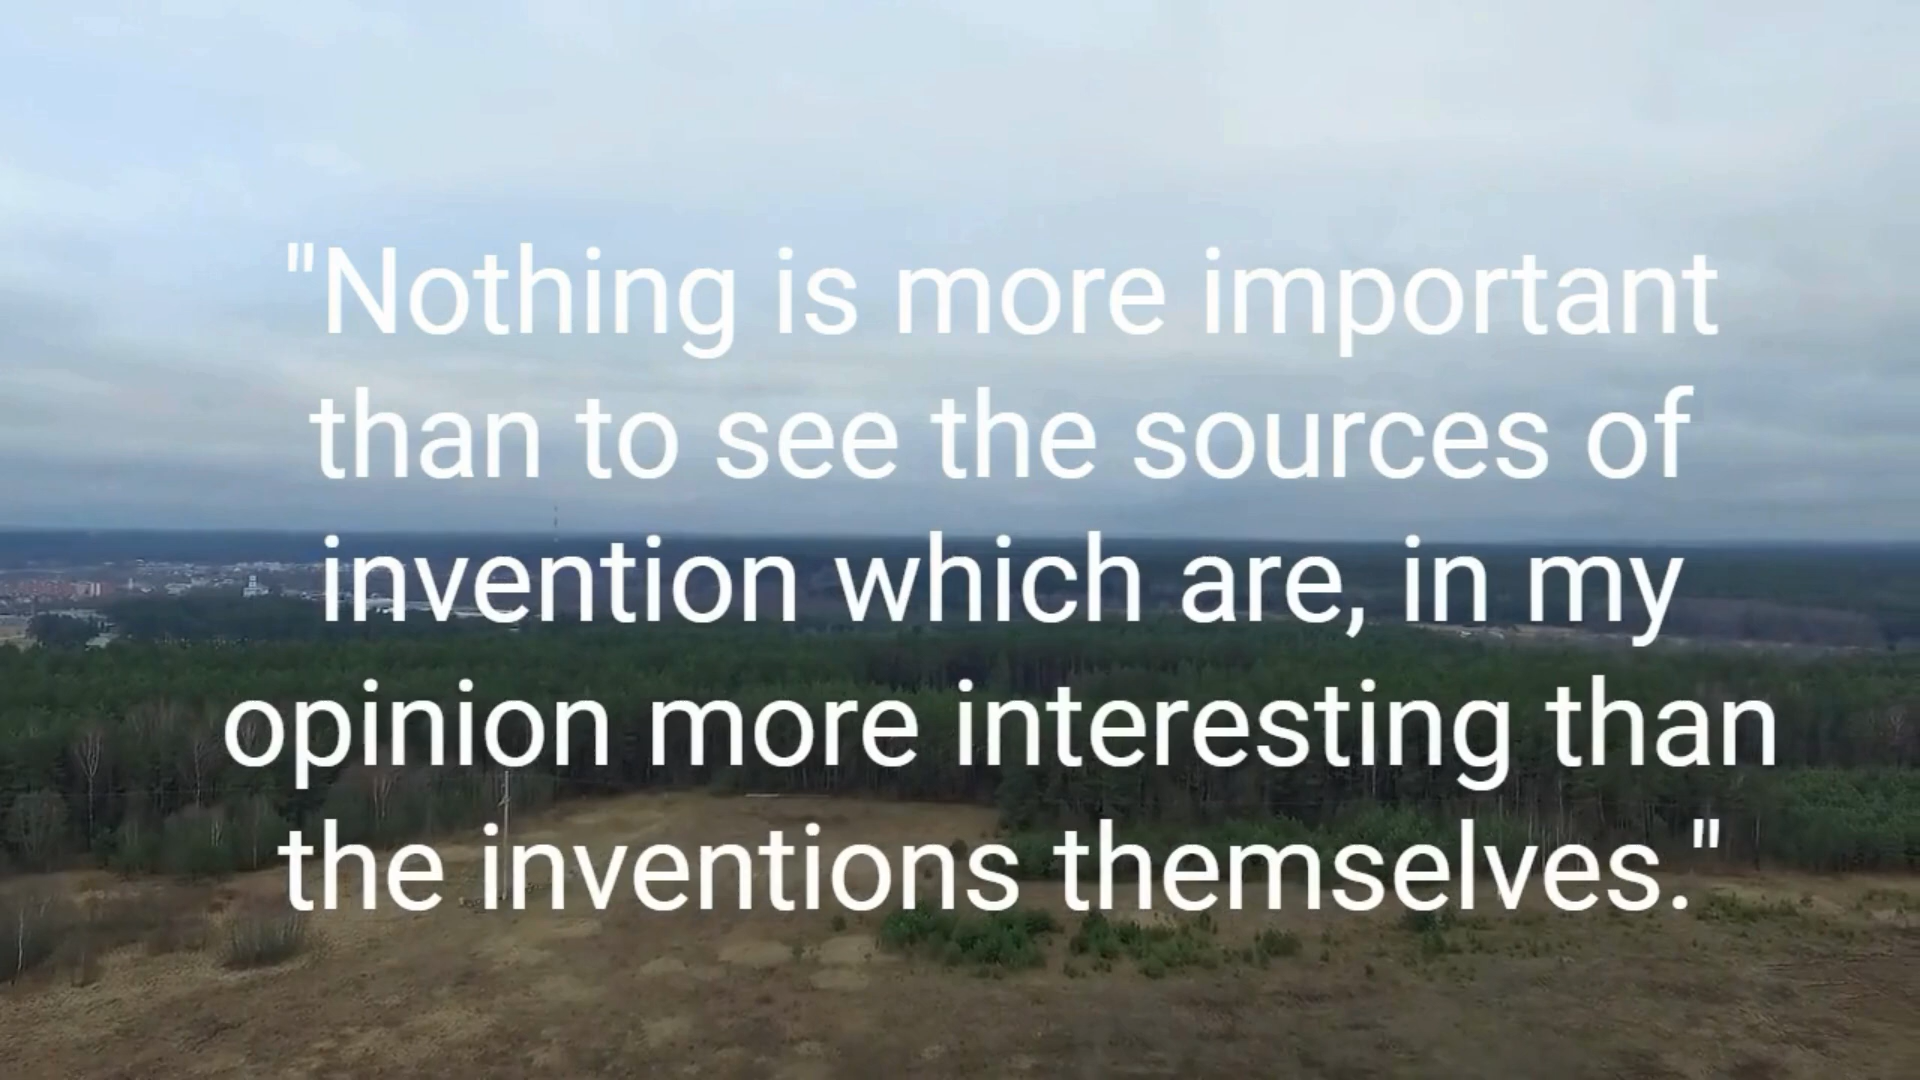 "Nothing is more important
than to see the sources of
invention which are, in my
opinion more interesting than
the inventions themselves."